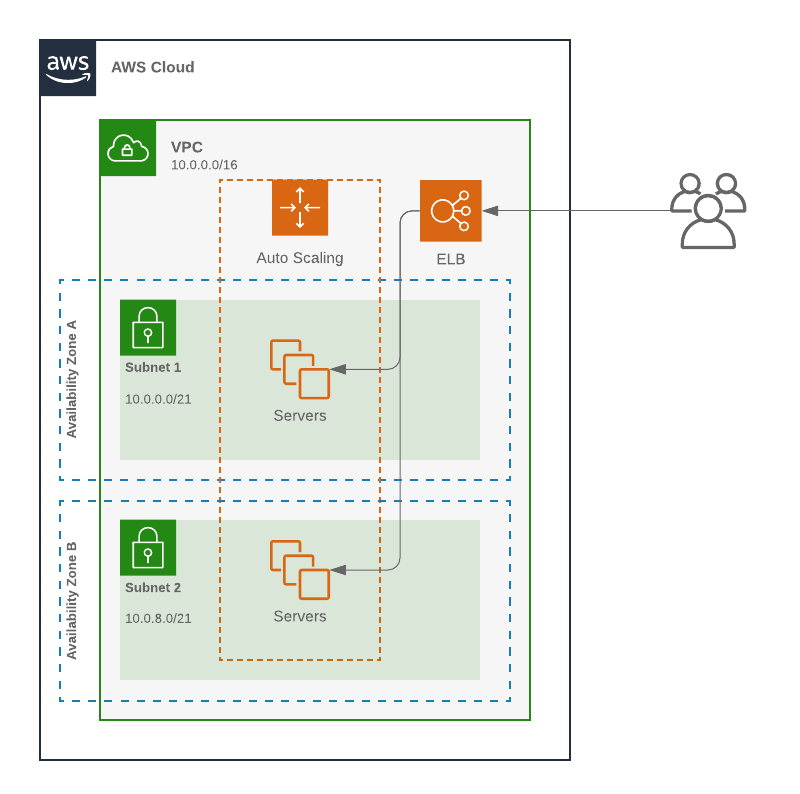 aws
AWS Cloud
VPC
10.0.0.0/16
Auto Scaling
ELB
Availability Zone A
Subnet 1
10.0.0.0/21
Servers
Availability Zone B
Subnet 2
10.0.8.0/21
Servers